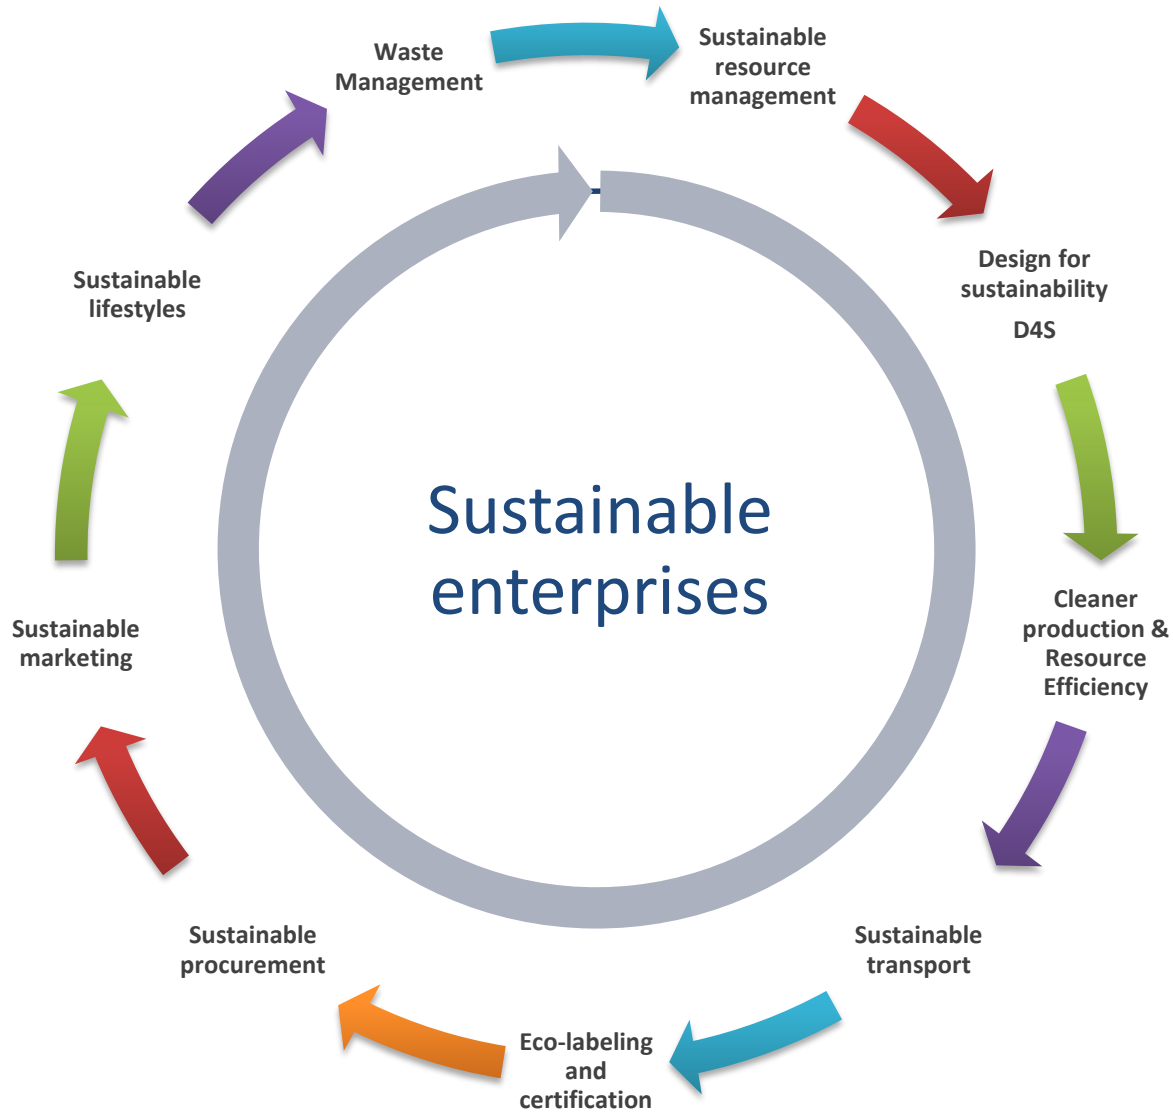 Waste
Management
Sustainable
resource
management
Design for
sustainability
D4S
Cleaner
production &
Resource
Efficiency
Sustainable
transport
Eco-labeling
and
certification
Sustainable
procurement
Sustainable
marketing
Sustainable
lifestyles
Sustainable
enterprises